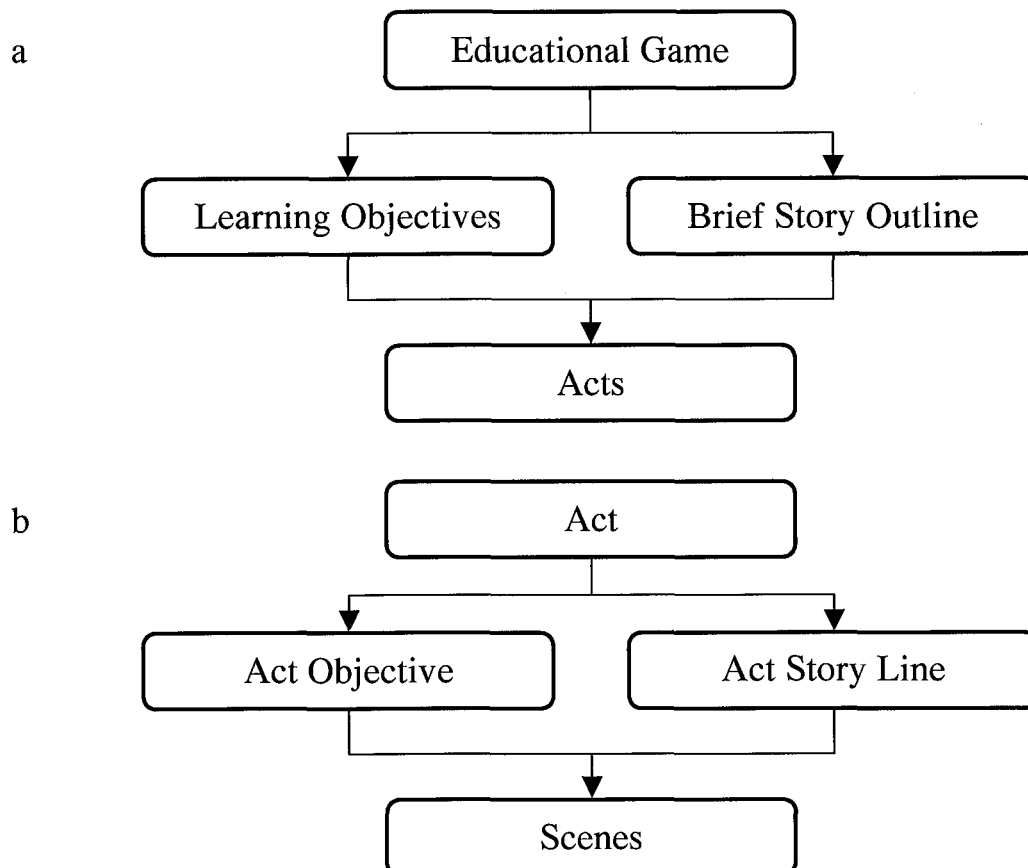 a
Educational Game
Learning Objectives
Brief Story Outline
Acts
b
Act
Act Objective
Act Story Line
Scenes